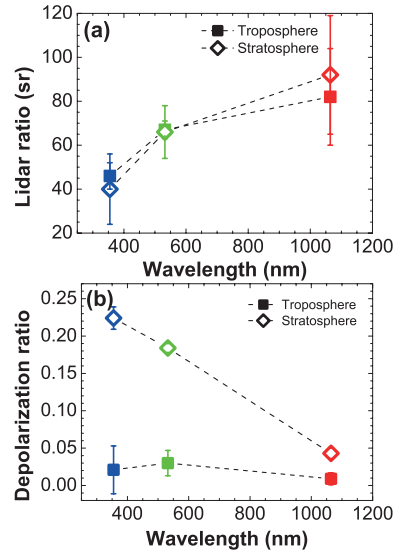 (a)
Troposphere
Stratosphere
Lidar ratio (sr)
120
100
80
60
40
20
400 600 800 1000 1200
Wavelength (nm)
(b)
Troposphere
Stratosphere
Depolarization ratio
0.25
0.20
0.15
0.10
0.05
0.00
400 600 800 1000 1200
Wavelength (nm)